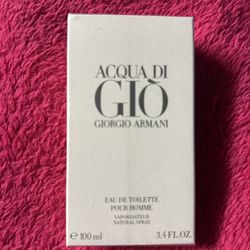 ACQUA DI
GIÒ
GIORGIO ARMANI
EAU DE TOILETTE
POUR HOMME
VAPORISATEUR
NATURAL SPRAY
℮ 100 ml 3.4 FL.OZ.